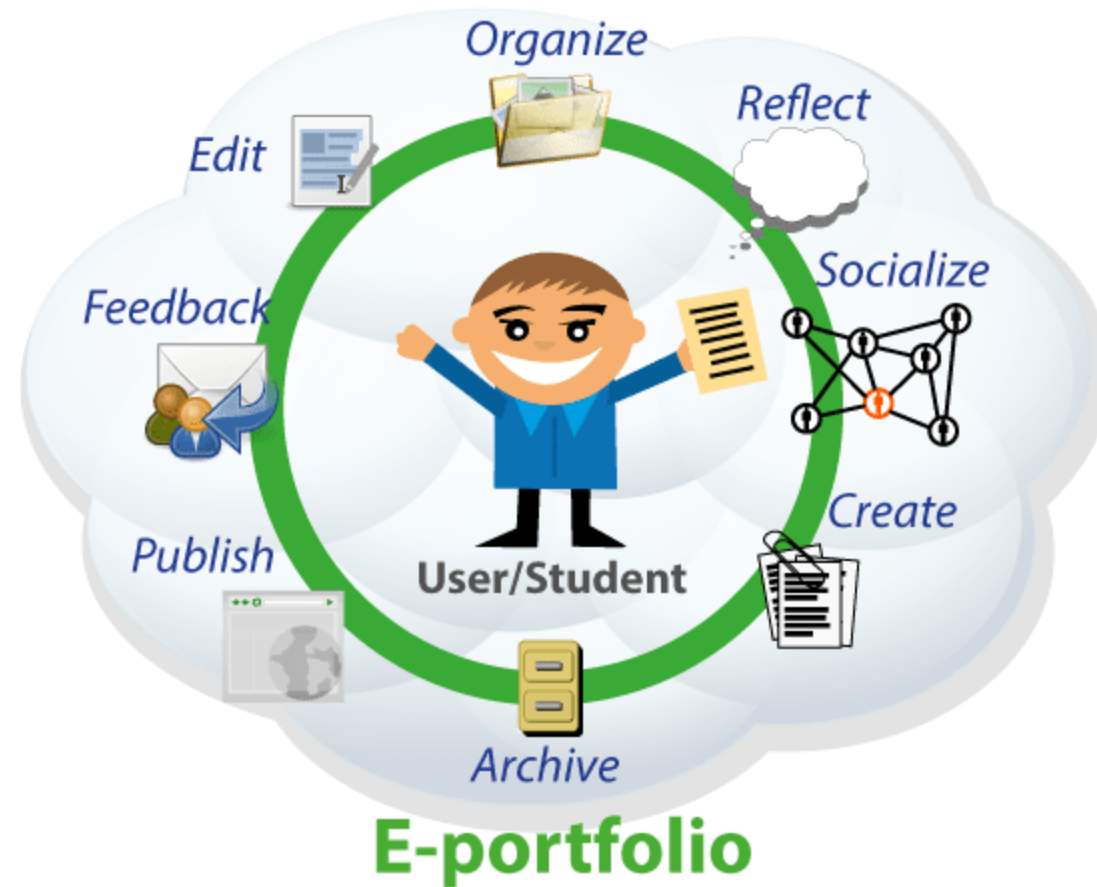 Organize
Reflect
Edit
Socialize
Feedback
Create
Publish
User/Student
Archive
E-portfolio